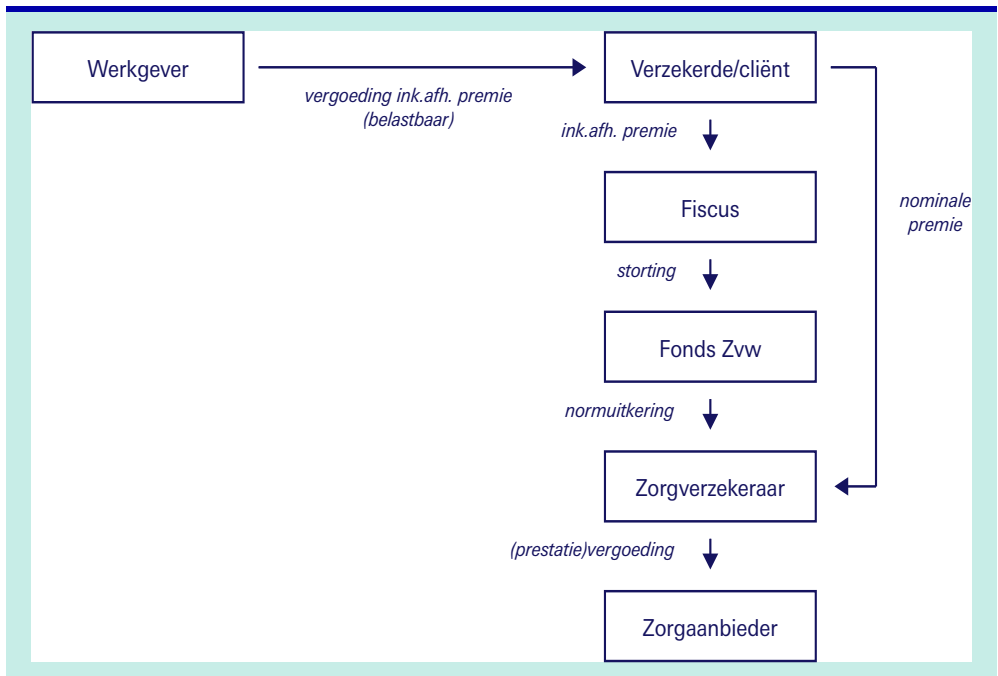 Werkgever
Verzekerde/cliënt
vergoeding ink.afh. premie
(belastbaar)
ink.afh. premie
Fiscus
nominale
premie
storting
Fonds Zvw
normuitkering
Zorgverzekeraar
(prestatie)vergoeding
Zorgaanbieder